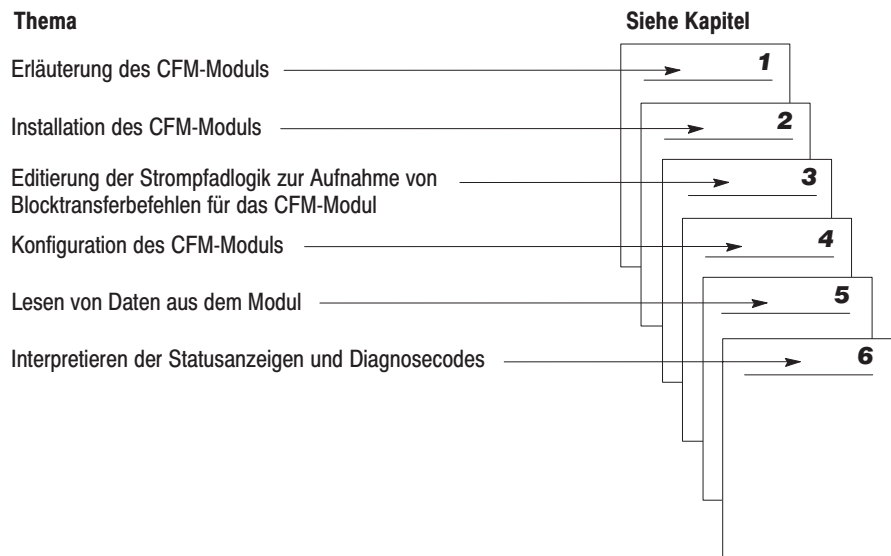 Thema Siehe Kapitel
Erläuterung des CFM-Moduls 1
Installation des CFM-Moduls 2
Editierung der Strompfadlogik zur Aufnahme von 3
Blocktransferbefehlen für das CFM-Modul
Konfiguration des CFM-Moduls 4
Lesen von Daten aus dem Modul 5
Interpretieren der Statusanzeigen und Diagnosecodes 6